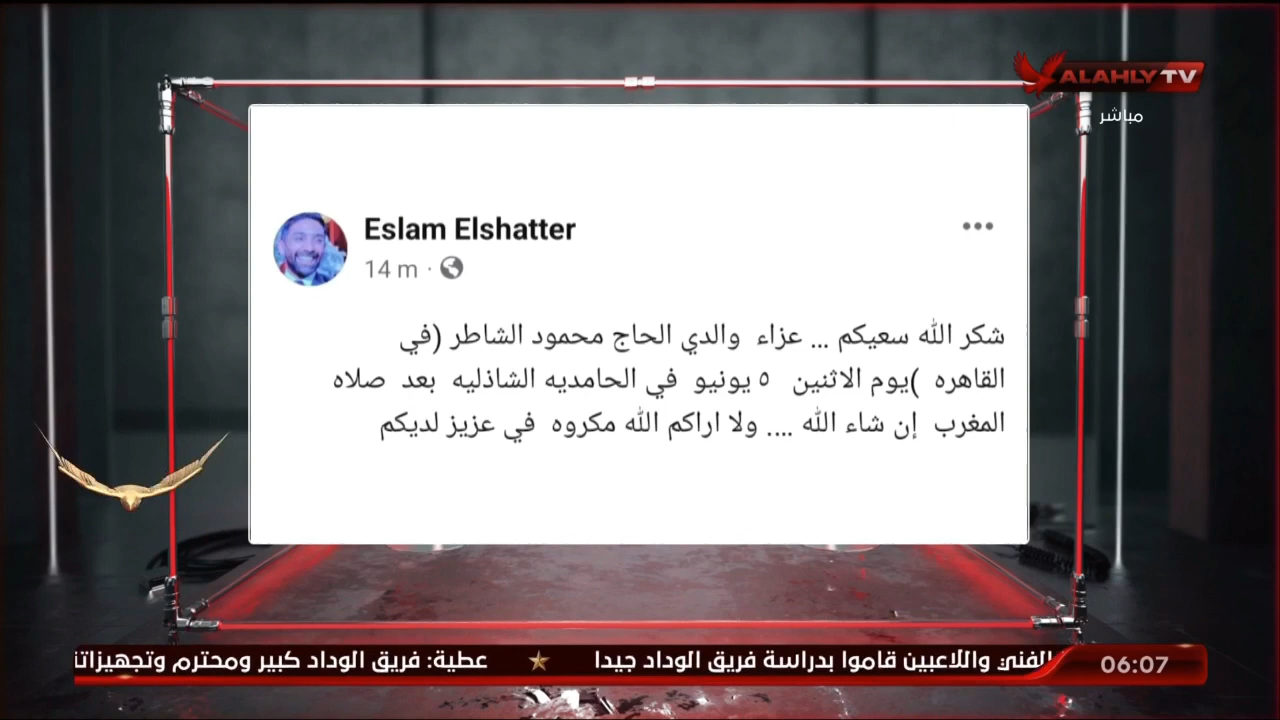 ALAHLY TV
مباشر
Eslam Elshatter
14 m ·
شكر الله سعيكم ... عزاء والدي الحاج محمود الشاطر (في
القاهره )يوم الاثنين ٥ يونيو في الحامديه الشاذليه بعد صلاه
المغرب إن شاء الله .... ولا اراكم الله مكروه في عزيز لديكم
الفني واللاعبين قاموا بدراسة فريق الوداد جيدا ★ عطية: فريق الوداد كبير ومحترم
06:07